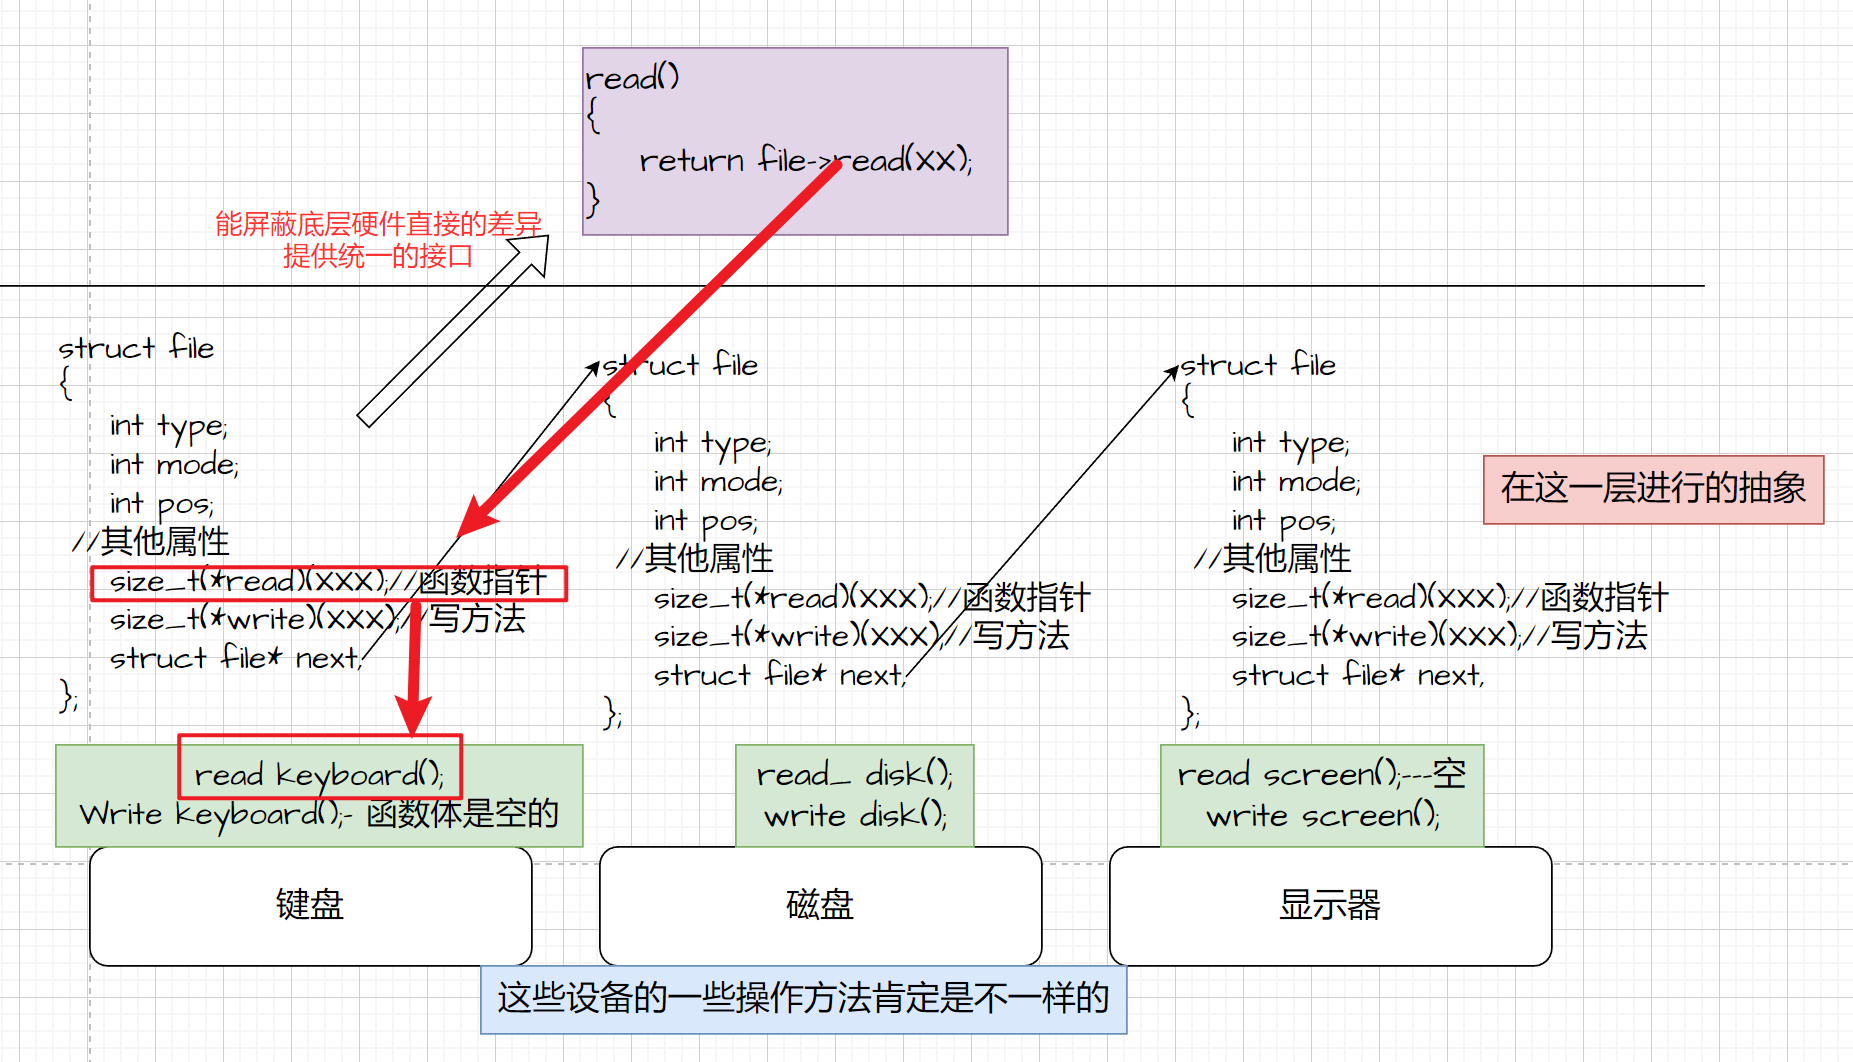 read()
{
return file->read(XX);
}
能屏蔽底层硬件直接的差异
提供统一的接口
struct file
{
int type;
int mode;
int pos;
//其他属性
size_t(*read)(XXX);//函数指针
size_t(*write)(XXX);//写方法
struct file* next;
};
struct file
{
int type;
int mode;
int pos;
//其他属性
size_t(*read)(XXX);//函数指针
size_t(*write)(XXX);//写方法
struct file* next;
};
struct file
{
int type;
int mode;
int pos;
//其他属性
size_t(*read)(XXX);//函数指针
size_t(*write)(XXX);//写方法
struct file* next;
};
在这一层进行的抽象
read keyboard();
Write keyboard();- 函数体是空的
read_ disk();
write disk();
read screen();---空
write screen();
键盘
磁盘
显示器
这些设备的一些操作方法肯定是不一样的